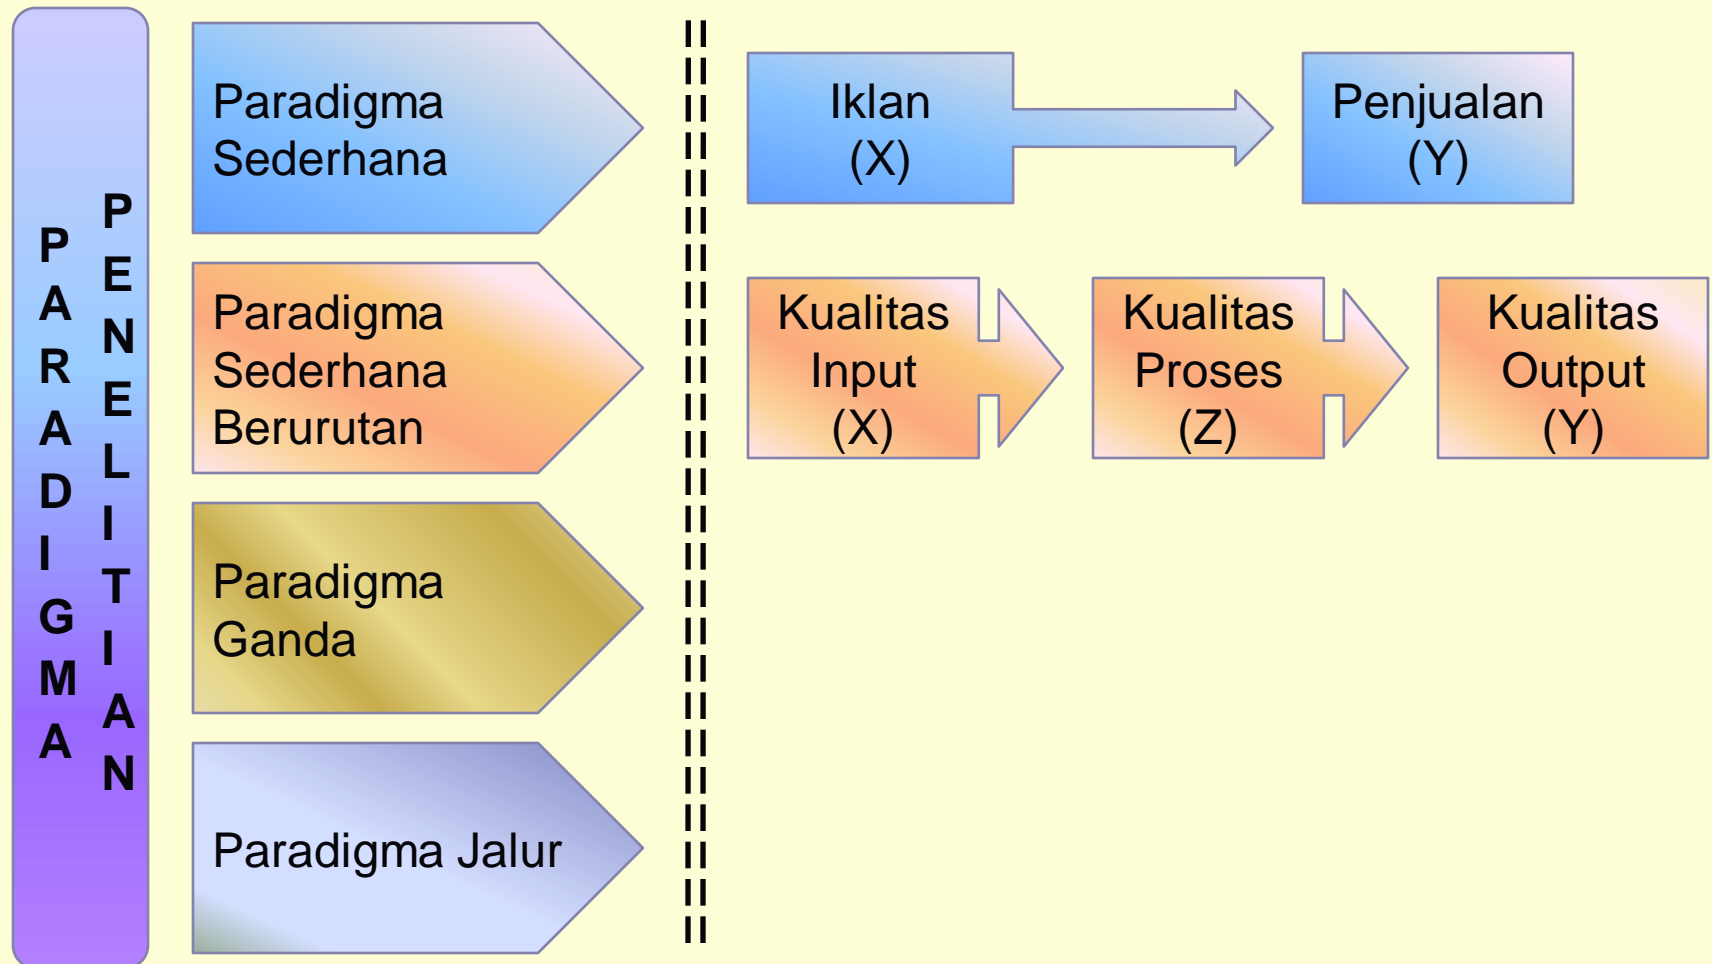 PARADIGMA
PENELITIAN
Paradigma
Sederhana
Iklan
(X)
Penjualan
(Y)
Paradigma
Sederhana
Berurutan
Kualitas
Input
(X)
Kualitas
Proses
(Z)
Kualitas
Output
(Y)
Paradigma
Ganda
Paradigma Jalur